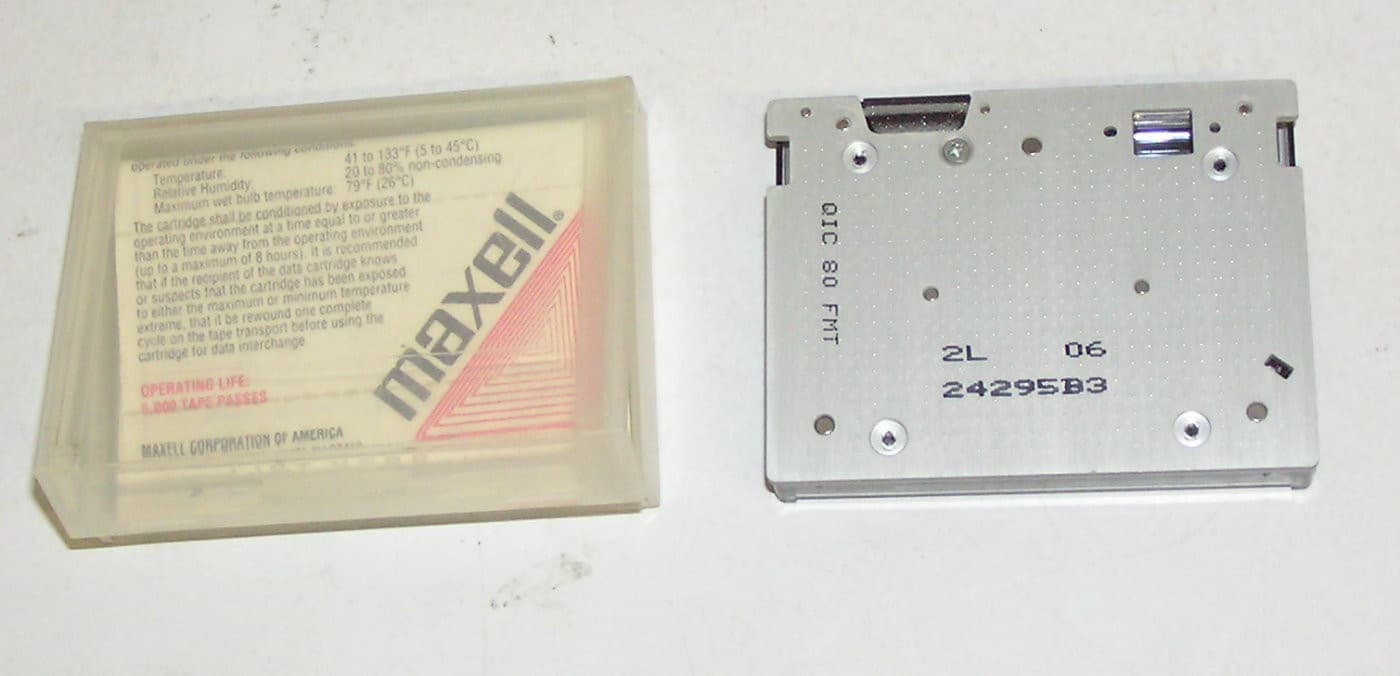 operated under the following conditions:
Temperature: 41 to 133°F (5 to 45°C)
Relative Humidity: 20 to 80% non-condensing
Maximum wet bulb temperature: 79°F (26°C)
The cartridge shall be conditioned by exposure to the
operating environment at a time equal to or greater
than the time away from the operating environment
(up to a maximum of 8 hours). It is recommended
that if the recipient of the data cartridge knows
or suspects that the cartridge has been exposed
to either the maximum or minimum temperature
extreme, that it be rewound one complete
cycle on the tape transport before using the
cartridge for data interchange.
OPERATING LIFE:
5,000 TAPE PASSES
MAXELL CORPORATION OF AMERICA
maxell®
QIC 80 FMT
2L 06
24295B3